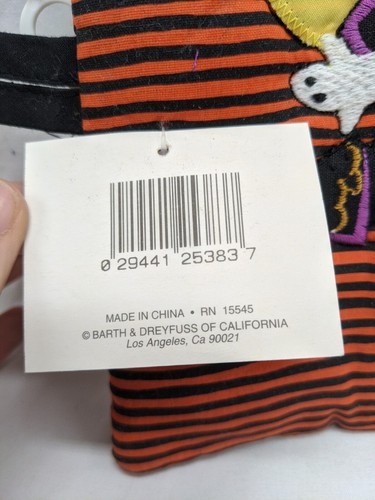 0 29441 25383 7
MADE IN CHINA • RN 15545
© BARTH & DREYFUSS OF CALIFORNIA
Los Angeles, Ca 90021